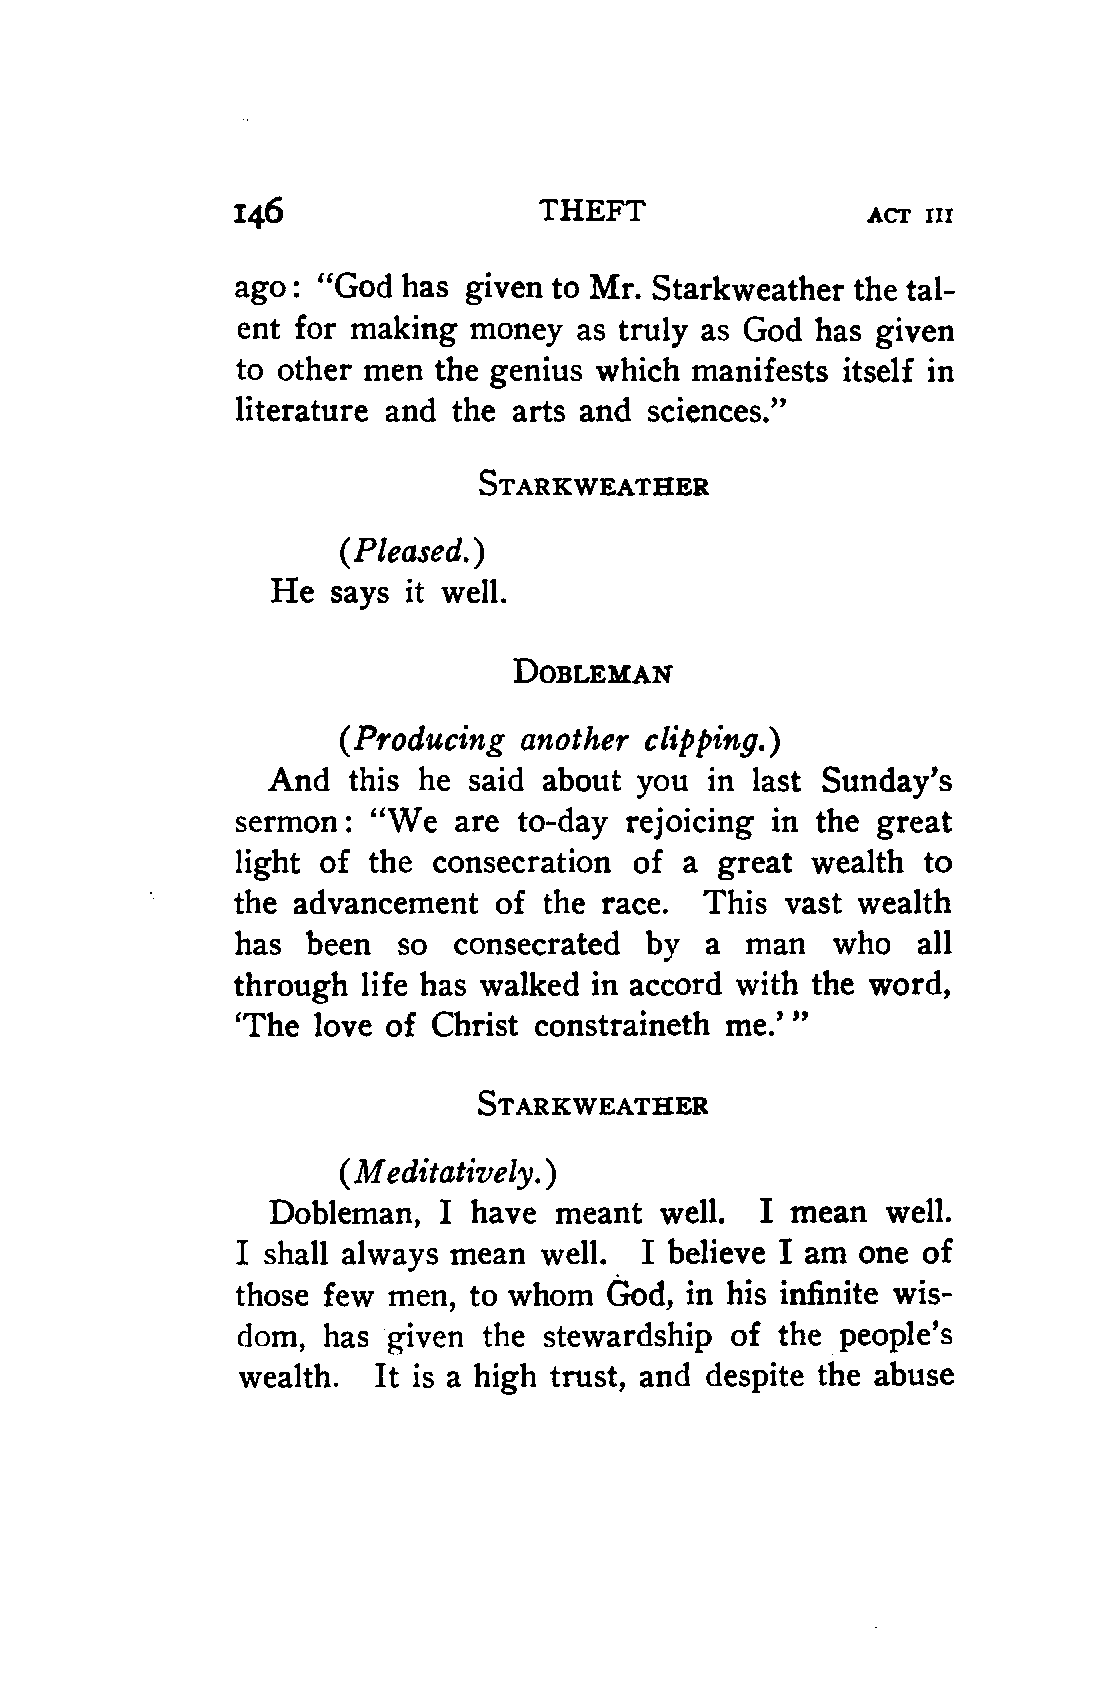 146 THEFT ACT III
ago: "God has given to Mr. Starkweather the tal-
ent for making money as truly as God has given
to other men the genius which manifests itself in
literature and the arts and sciences."
STARKWEATHER
(Pleased.)
He says it well.
DOBLEMAN
(Producing another clipping.)
And this he said about you in last Sunday's
sermon: "We are to-day rejoicing in the great
light of the consecration of a great wealth to
the advancement of the race. This vast wealth
has been so consecrated by a man who all
through life has walked in accord with the word,
'The love of Christ constraineth me.'"
STARKWEATHER
(Meditatively.)
Dobleman, I have meant well. I mean well.
I shall always mean well. I believe I am one of
those few men, to whom God, in his infinite wis-
dom, has given the stewardship of the people's
wealth. It is a high trust, and despite the abuse